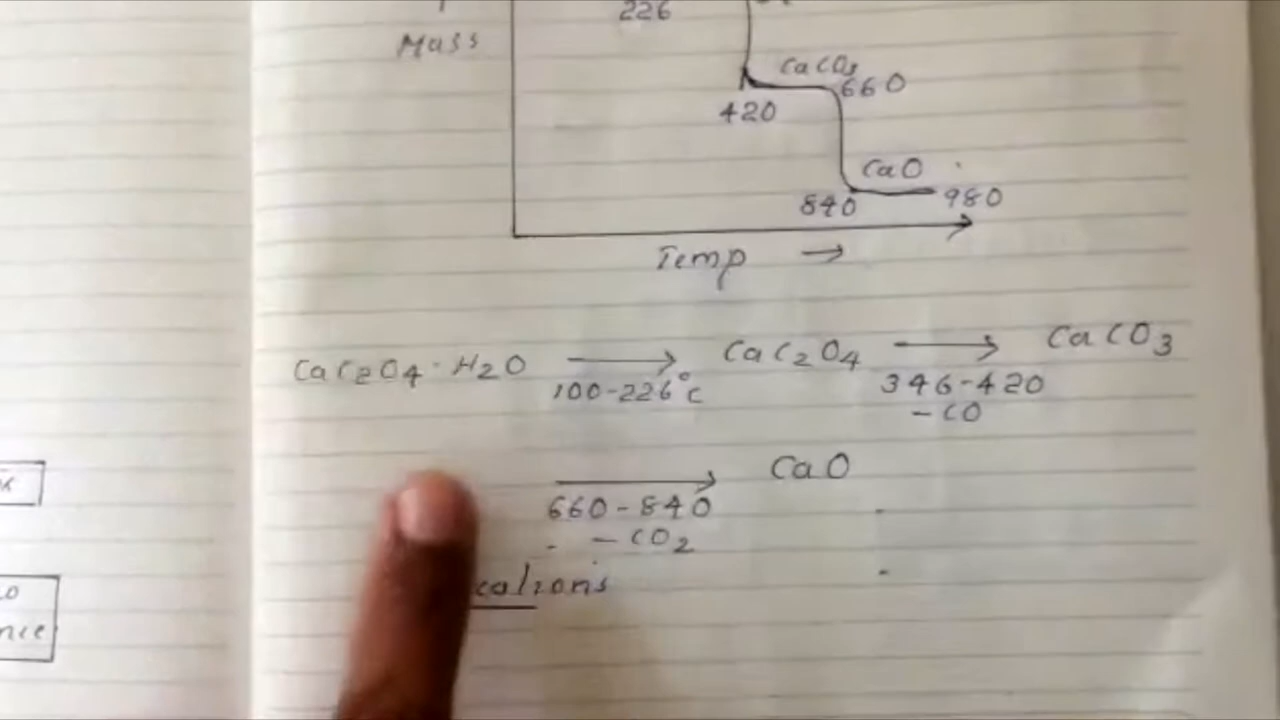 226
Mass
CaCO3
660
420
CaO
840
980
Temp →
CaC2O4·H2O → CaC2O4 → CaCO3
100-226°C 346-420
-CO
→ CaO
660-840
-CO2